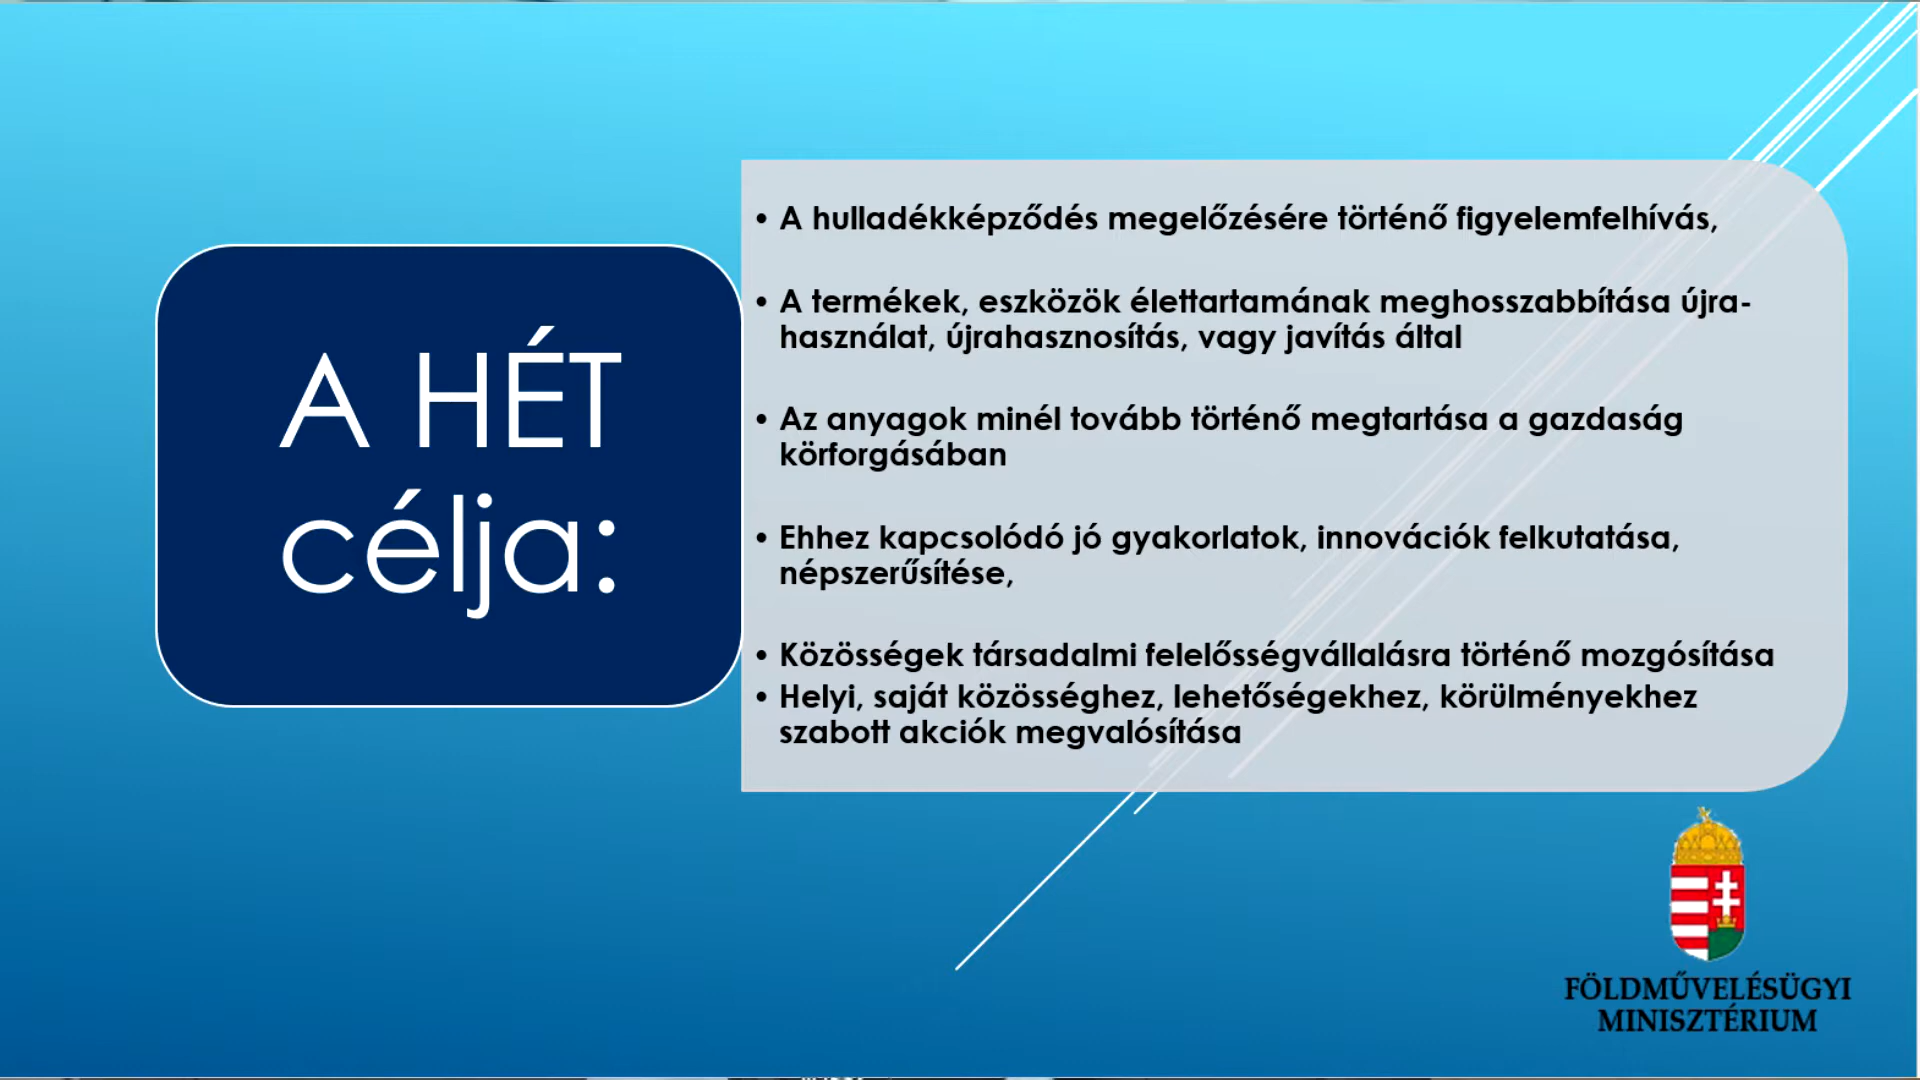 A HÉT
célja:
• A hulladékképződés megelőzésére történő figyelemfelhívás,
• A termékek, eszközök élettartamának meghosszabbítása újra-
használat, újrahasznosítás, vagy javítás által
• Az anyagok minél tovább történő megtartása a gazdaság
körforgásában
• Ehhez kapcsolódó jó gyakorlatok, innovációk felkutatása,
népszerűsítése,
• Közösségek társadalmi felelősségvállalásra történő mozgósítása
• Helyi, saját közösséghez, lehetőségekhez, körülményekhez
szabott akciók megvalósítása
FÖLDMŰVELÉSÜGYI
MINISZTÉRIUM